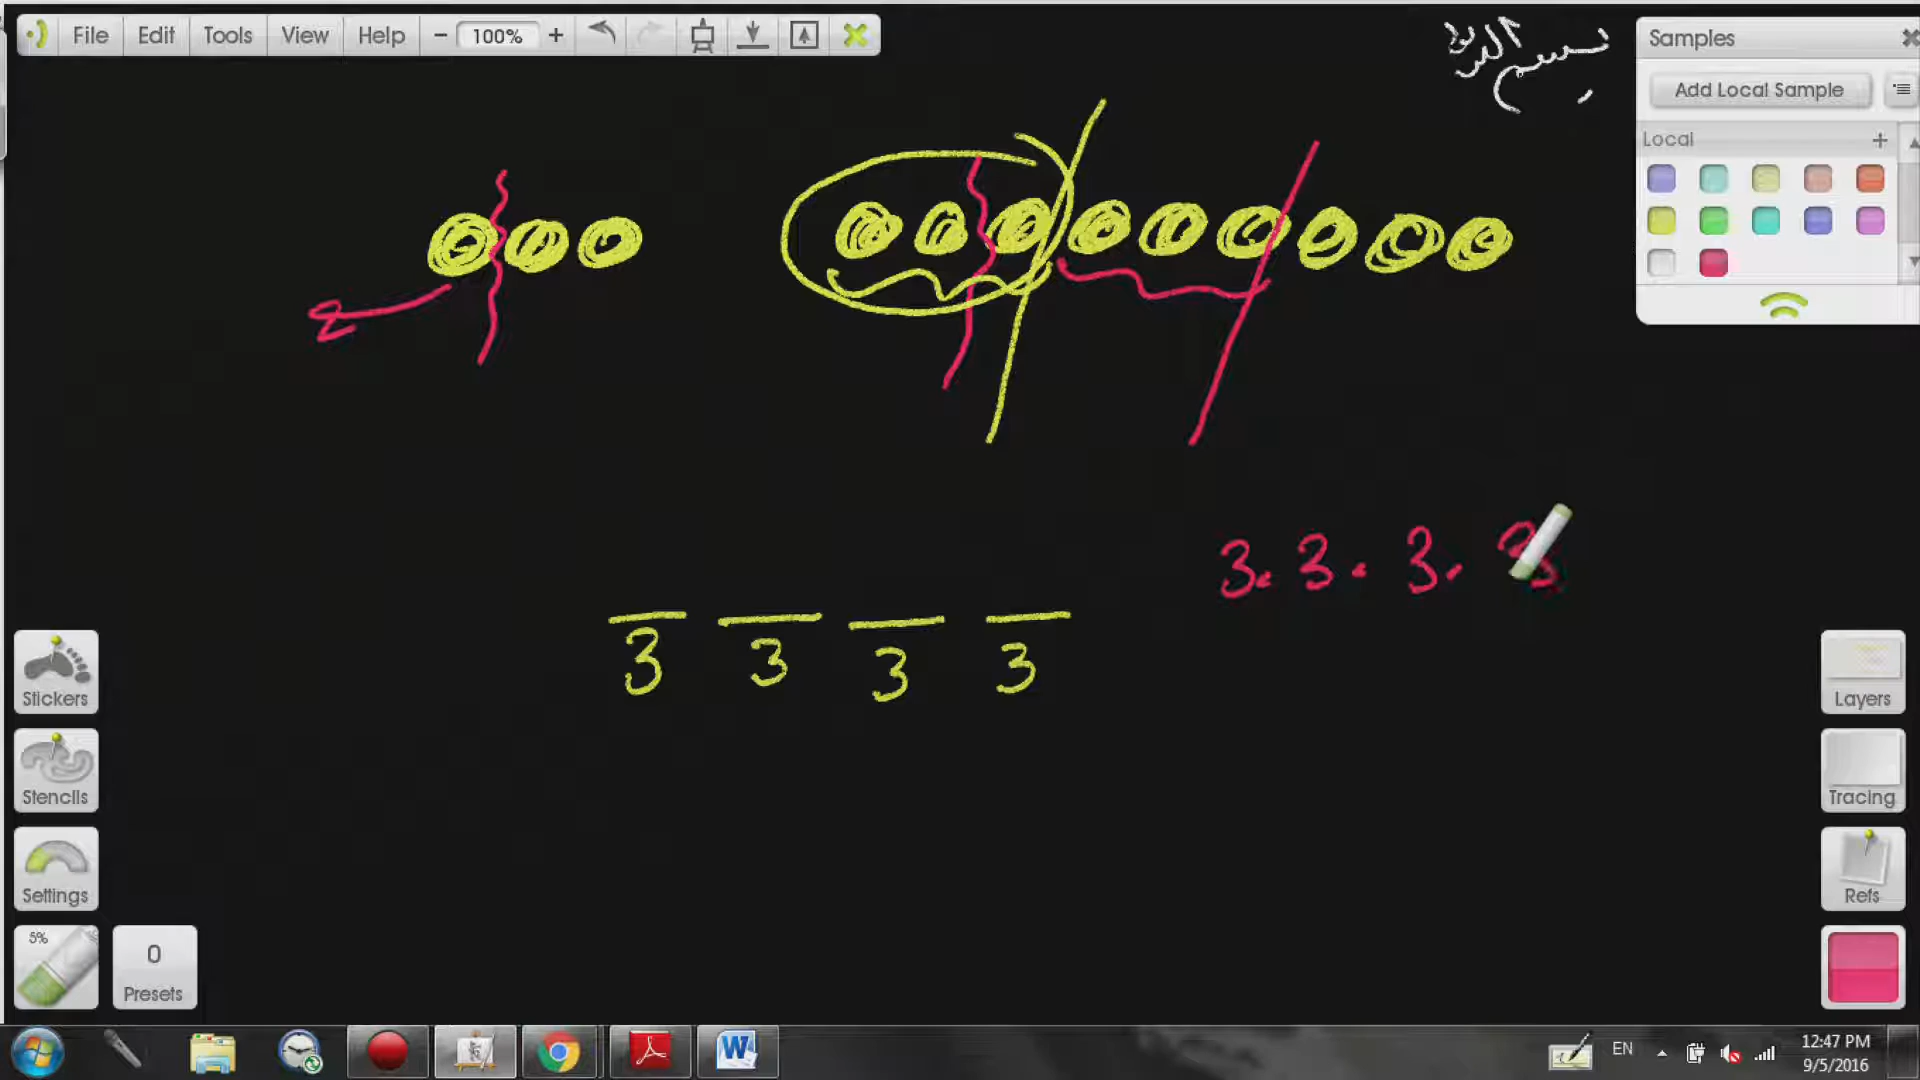 File Edit Tools View Help − 100% +
بسم الله
Samples
Add Local Sample
Local
3. 3. 3. 3
3 3 3 3
Stickers
Stencils
Settings
5%
0
Presets
Layers
Tracing
Refs
EN
12:47 PM
9/5/2016